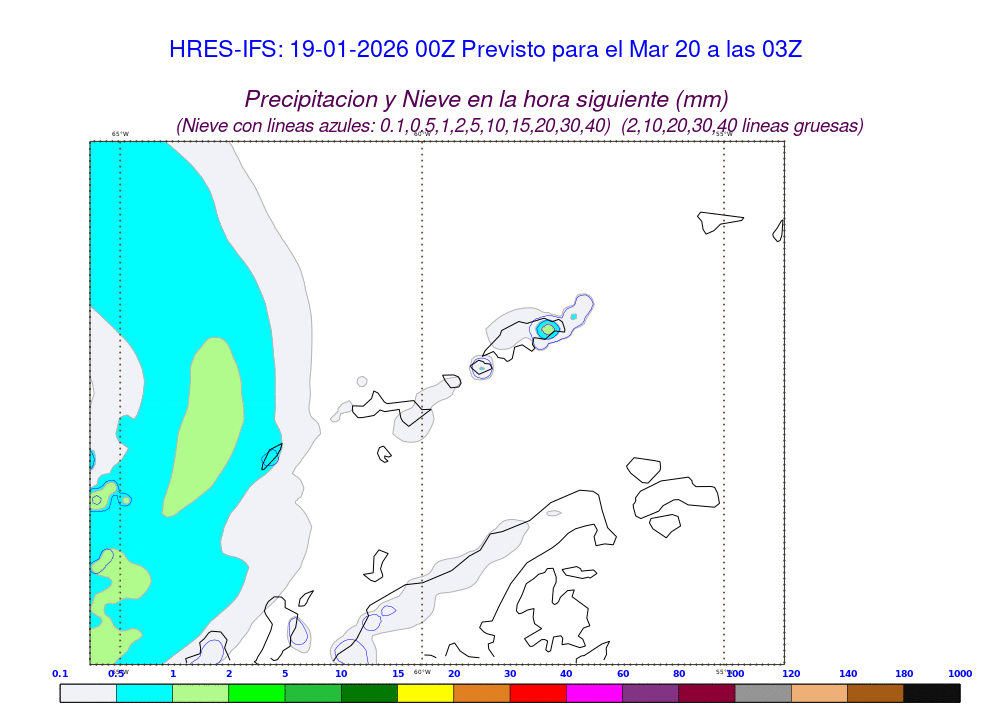 HRES-IFS: 19-01-2026 00Z Previsto para el Mar 20 a las 03Z
Precipitacion y Nieve en la hora siguiente (mm)
(Nieve con lineas azules: 0.1,0.5,1,2,5,10,15,20,30,40)  (2,10,20,30,40 lineas gruesas)
65°W 60°W 55°W
65°W 60°W 55°W
0.1 0.5 1 2 5 10 15 20 30 40 60 80 100 120 140 180 1000